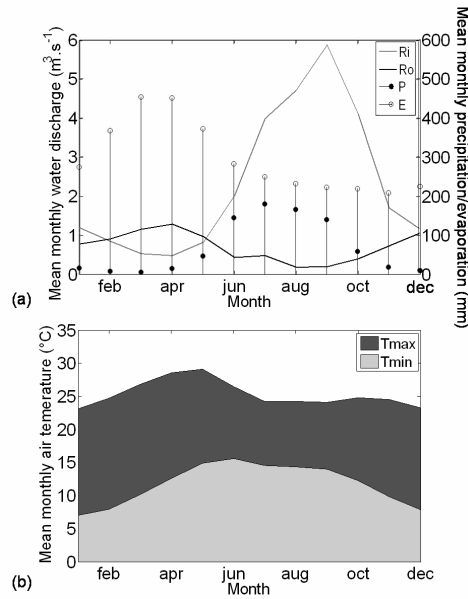 Mean monthly water discharge (m³.s⁻¹)
6
5
4
3
2
1
0
Ri
Ro
P
E
Mean monthly precipitation/evaporation (mm)
600
500
400
300
200
100
0
feb apr jun aug oct dec
Month
(a)
Mean monthly air temerature (°C)
35
30
25
20
15
10
5
0
Tmax
Tmin
feb apr jun aug oct dec
Month
(b)